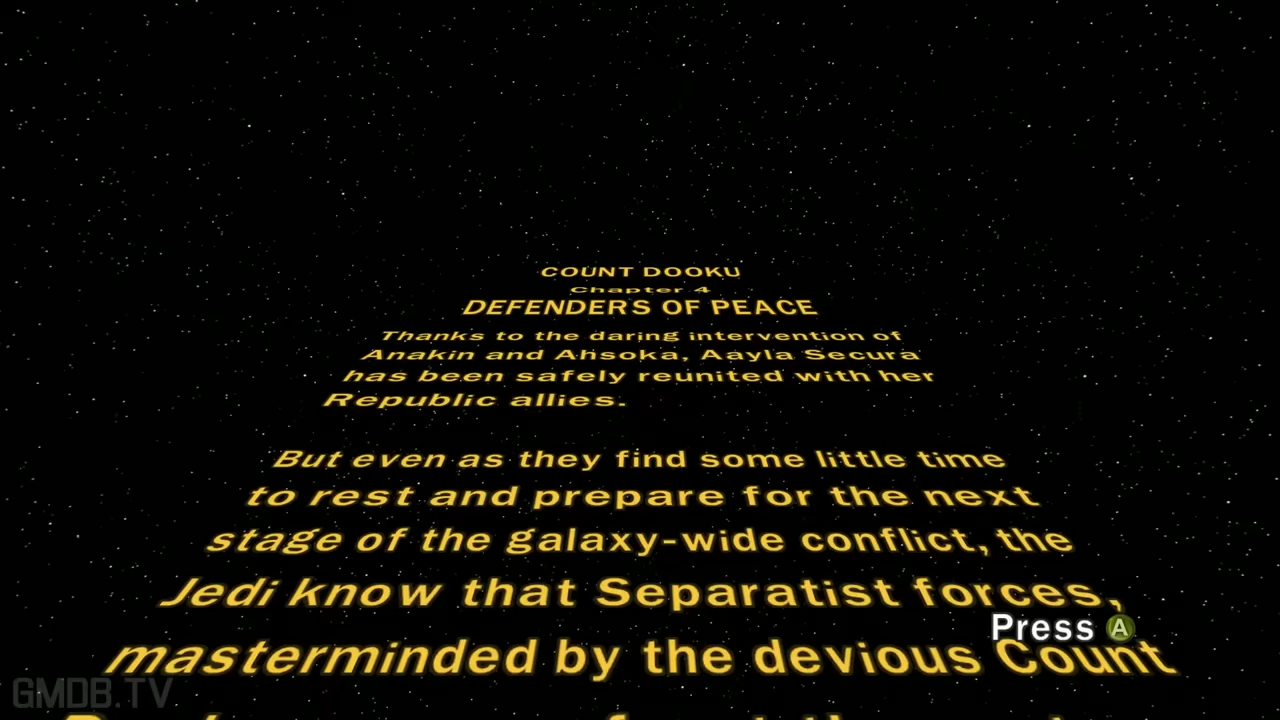 COUNT DOOKU
Chapter 4
DEFENDERS OF PEACE
Thanks to the daring intervention of
Anakin and Ahsoka, Aayla Secura
has been safely reunited with her
Republic allies.
But even as they find some little time
to rest and prepare for the next
stage of the galaxy-wide conflict, the
Jedi know that Separatist forces,
Press A
masterminded by the devious Count
GMDB.TV